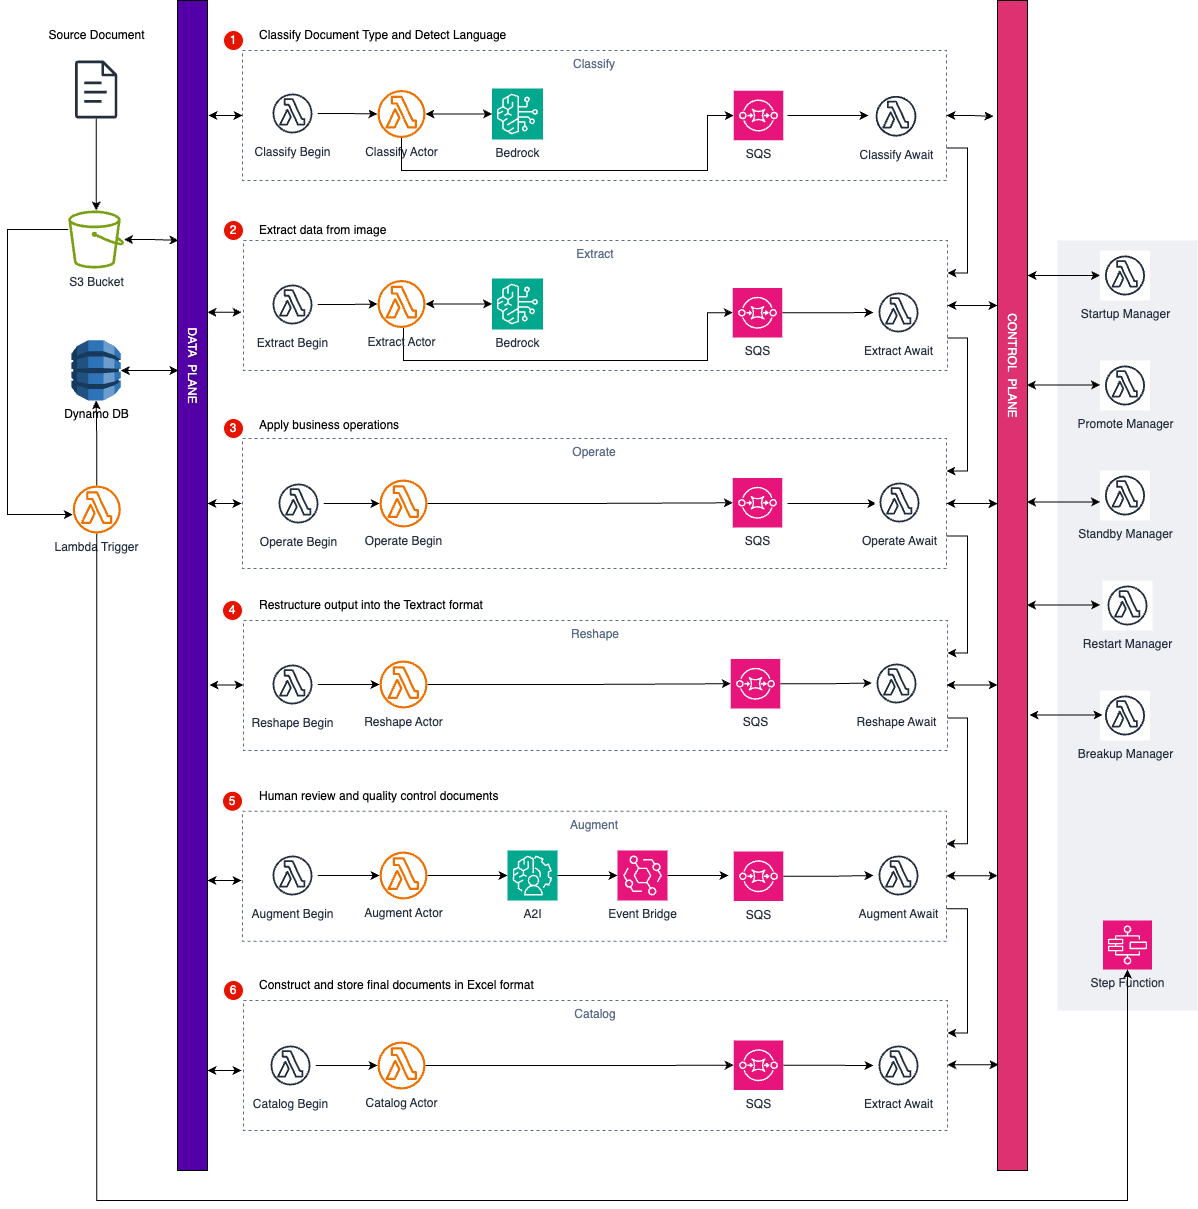 Source Document
S3 Bucket
Dynamo DB
Lambda Trigger
DATA PLANE
1
Classify Document Type and Detect Language
Classify
Classify Begin
Classify Actor
Bedrock
SQS
Classify Await
2
Extract data from image
Extract
Extract Begin
Extract Actor
Bedrock
SQS
Extract Await
3
Apply business operations
Operate
Operate Begin
Operate Begin
SQS
Operate Await
4
Restructure output into the Textract format
Reshape
Reshape Begin
Reshape Actor
SQS
Reshape Await
5
Human review and quality control documents
Augment
Augment Begin
Augment Actor
A2I
Event Bridge
SQS
Augment Await
6
Construct and store final documents in Excel format
Catalog
Catalog Begin
Catalog Actor
SQS
Extract Await
CONTROL PLANE
Startup Manager
Promote Manager
Standby Manager
Restart Manager
Breakup Manager
Step Function